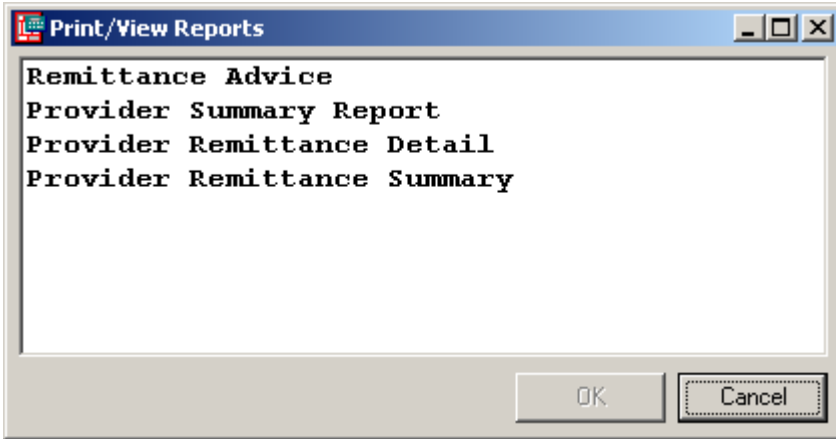 Print/View Reports
Remittance Advice
Provider Summary Report
Provider Remittance Detail
Provider Remittance Summary
OK
Cancel